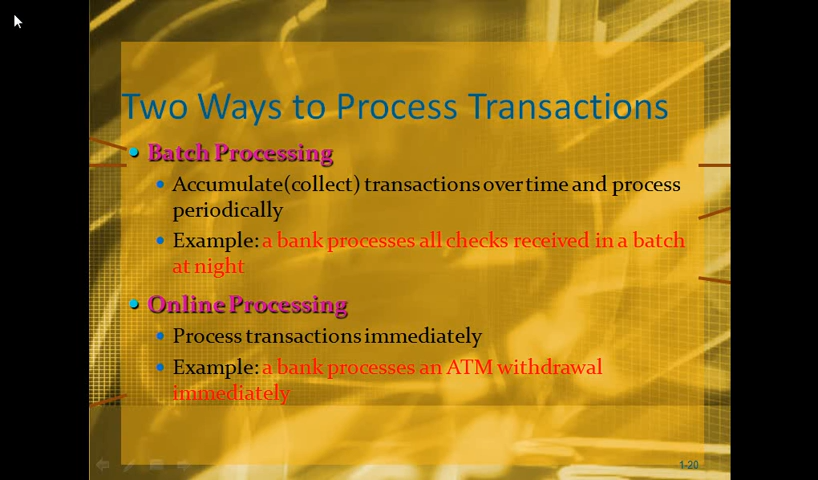 Two Ways to Process Transactions
Batch Processing
Accumulate(collect) transactions over time and process
periodically
Example: a bank processes all checks received in a batch
at night
Online Processing
Process transactions immediately
Example: a bank processes an ATM withdrawal
immediately
1-20